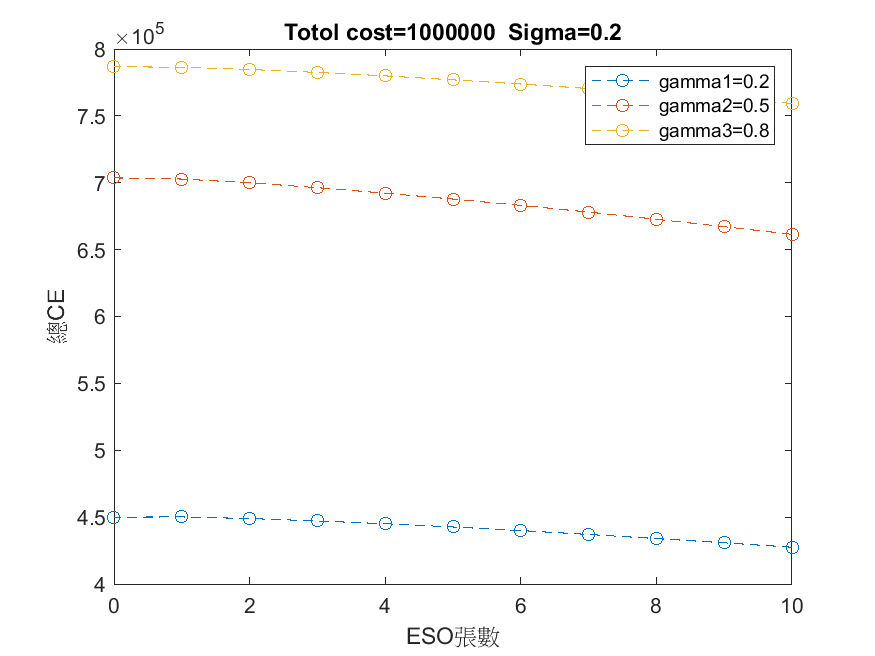 Totol cost=1000000 Sigma=0.2
×10^5
8
7.5
7
6.5
6
5.5
5
4.5
4
總CE
gamma1=0.2
gamma2=0.5
gamma3=0.8
0 2 4 6 8 10
ESO張數